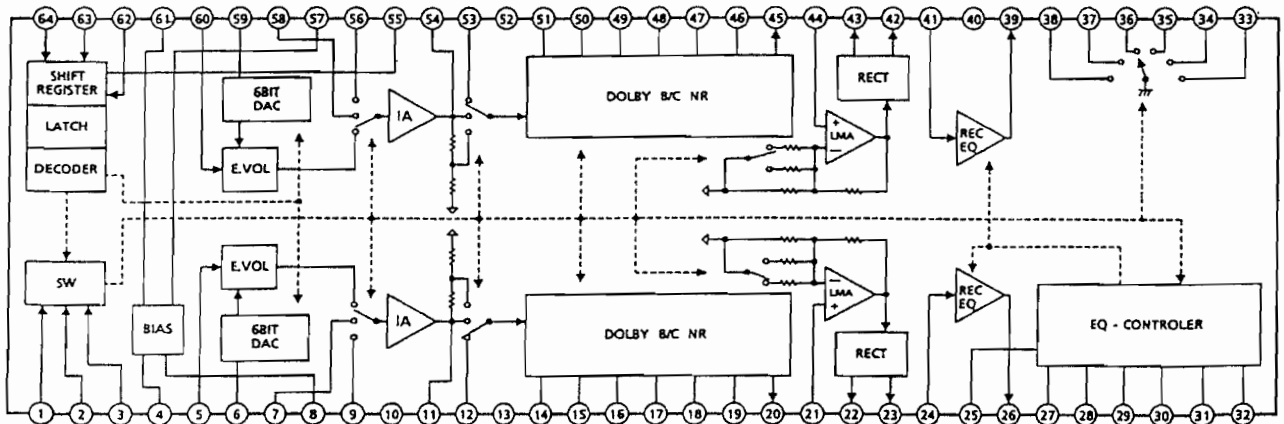 64 63 62 61 60 59 58 57 56 55 54 53 52 51 50 49 48 47 46 45 44 43 42 41 40 39 38 37 36 35 34 33
SHIFT
REGISTER
LATCH
DECODER
6BIT
DAC
E.VOL
IA
DOLBY B/C NR
+
LMA
−
RECT
REC
EQ
SW
BIAS
E.VOL
6BIT
DAC
IA
DOLBY B/C NR
−
LMA
+
RECT
REC
EQ
EQ - CONTROLER
1 2 3 4 5 6 7 8 9 10 11 12 13 14 15 16 17 18 19 20 21 22 23 24 25 26 27 28 29 30 31 32